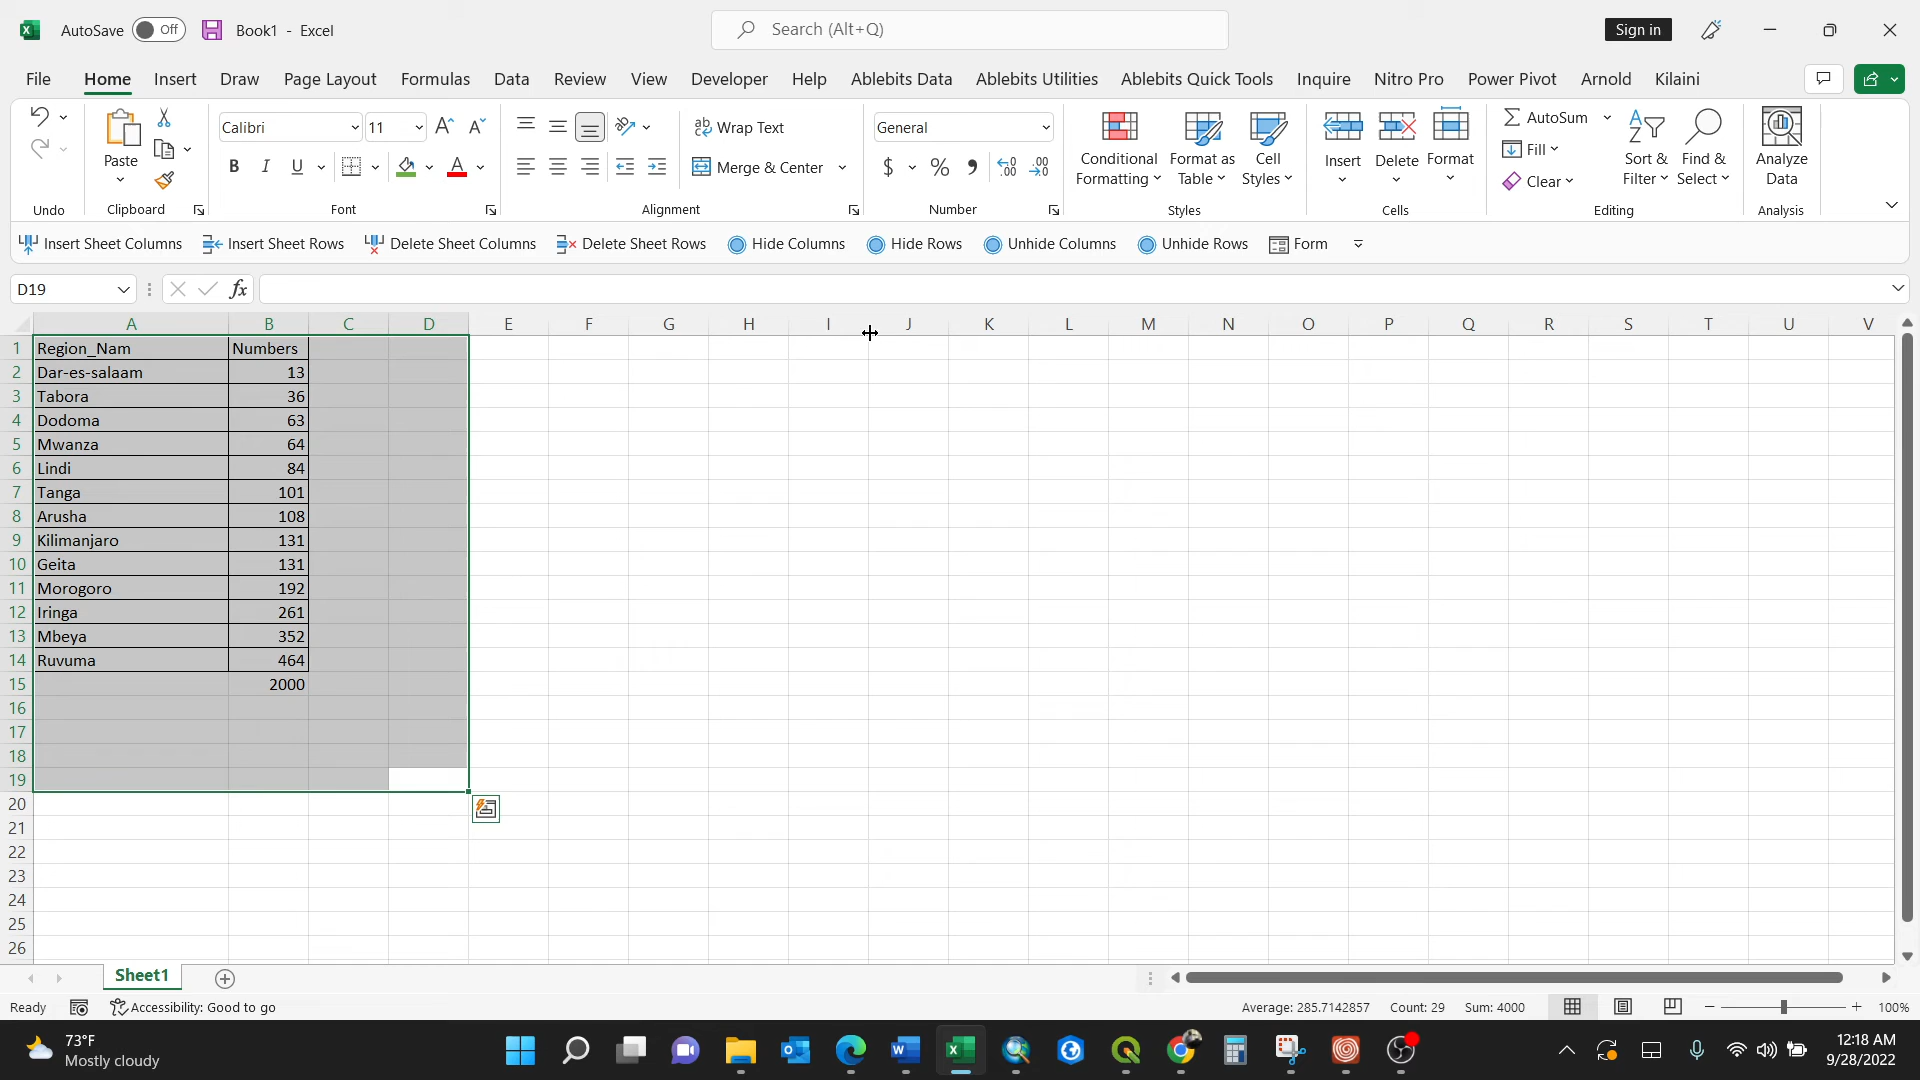 AutoSave Off Book1 - Excel Search (Alt+Q) Sign in
File Home Insert Draw Page Layout Formulas Data Review View Developer Help Ablebits Data Ablebits Utilities Ablebits Quick Tools Inquire Nitro Pro Power Pivot Arnold Kilaini
Calibri 11 Wrap Text General AutoSum
Paste Conditional Formatting Format as Table Cell Styles Insert Delete Format Fill Sort & Filter Find & Select Analyze Data
B I U A Merge & Center $ % Clear
Undo Clipboard Font Alignment Number Styles Cells Editing Analysis
Insert Sheet Columns Insert Sheet Rows Delete Sheet Columns Delete Sheet Rows Hide Columns Hide Rows Unhide Columns Unhide Rows Form
D19 fx
A B C D E F G H I J K L M N O P Q R S T U V
1 Region_Nam Numbers
2 Dar-es-salaam 13
3 Tabora 36
4 Dodoma 63
5 Mwanza 64
6 Lindi 84
7 Tanga 101
8 Arusha 108
9 Kilimanjaro 131
10 Geita 131
11 Morogoro 192
12 Iringa 261
13 Mbeya 352
14 Ruvuma 464
15 2000
16
17
18
19
20
21
22
23
24
25
26
Sheet1
Ready Accessibility: Good to go Average: 285.7142857 Count: 29 Sum: 4000 100%
73°F 12:18 AM
Mostly cloudy 9/28/2022